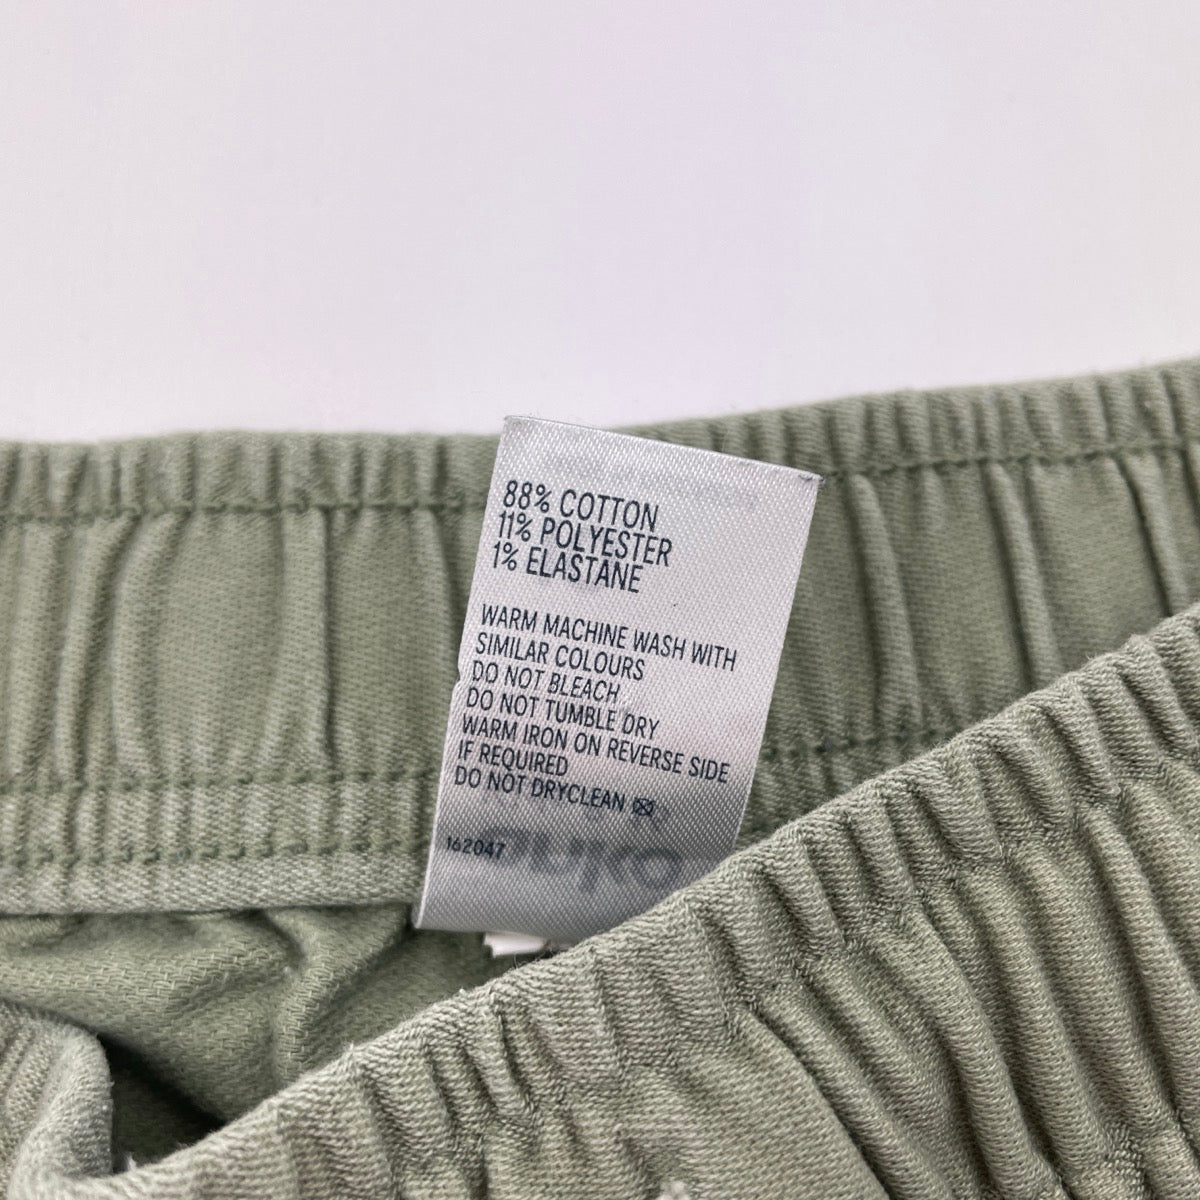 88% COTTON
11% POLYESTER
1% ELASTANE
WARM MACHINE WASH WITH
SIMILAR COLOURS
DO NOT BLEACH
DO NOT TUMBLE DRY
WARM IRON ON REVERSE SIDE
IF REQUIRED
DO NOT DRYCLEAN
162047